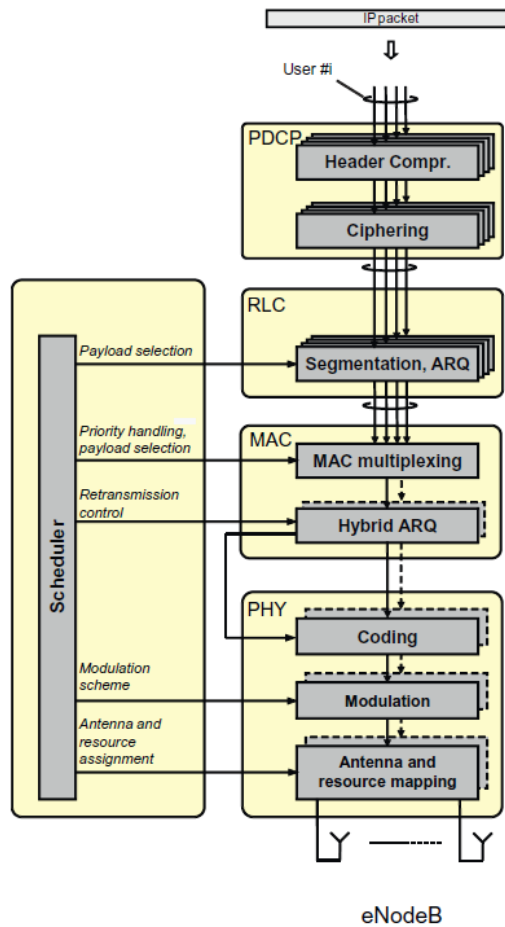 IP packet
User #i
PDCP
Header Compr.
Ciphering
RLC
Payload selection
Segmentation, ARQ
Priority handling,
payload selection
MAC
MAC multiplexing
Retransmission
control
Hybrid ARQ
Scheduler
PHY
Coding
Modulation
scheme
Modulation
Antenna and
resource
assignment
Antenna and
resource mapping
eNodeB